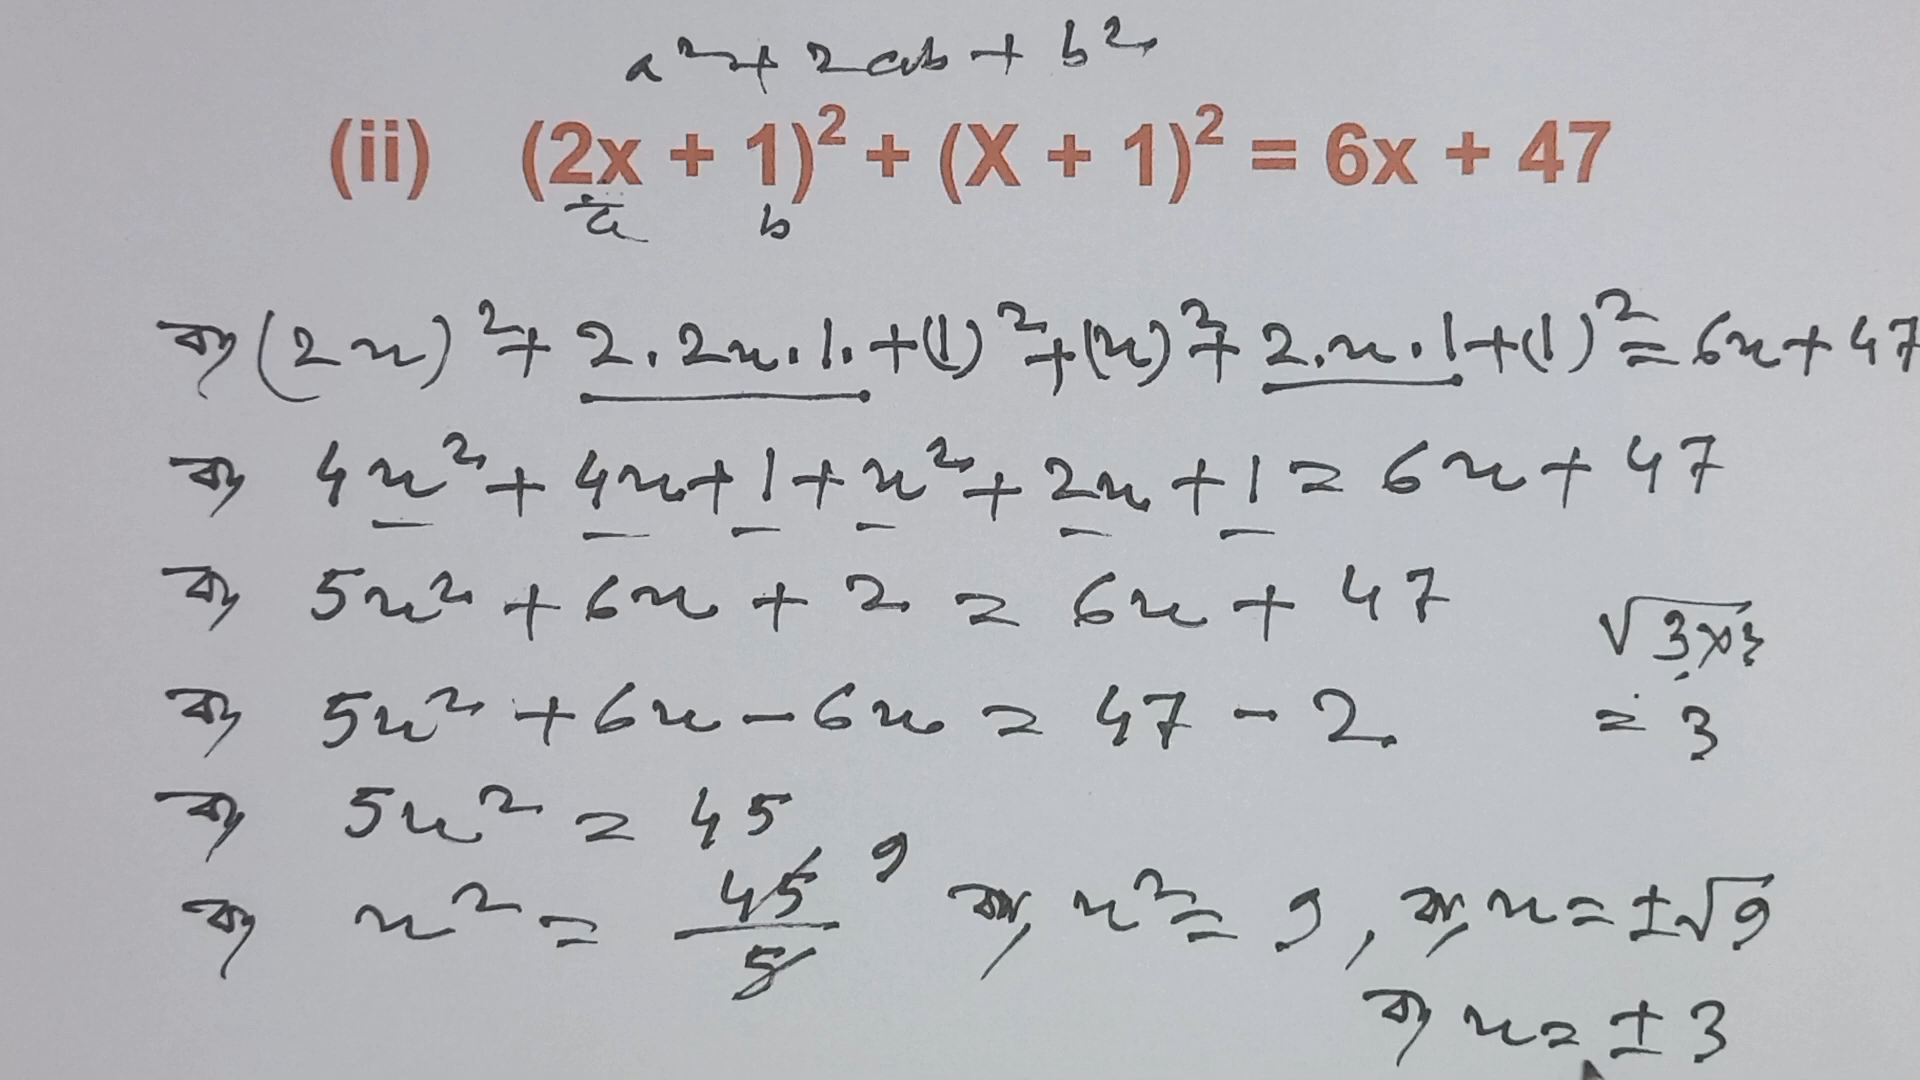 a² + 2ab + b²
(ii) (2x + 1)² + (X + 1)² = 6x + 47
a b
বা (2x)² + 2.2x.1. + (1)² + (x)² + 2.x.1 + (1)² = 6x + 47
বা 4x² + 4x + 1 + x² + 2x + 1 = 6x + 47
বা 5x² + 6x + 2 = 6x + 47
√3×3
বা 5x² + 6x - 6x = 47 - 2
= 3
বা 5x² = 45
বা x² = 45/5 9 বা, x² = 9, বা, x = ±√9
বা x = ± 3